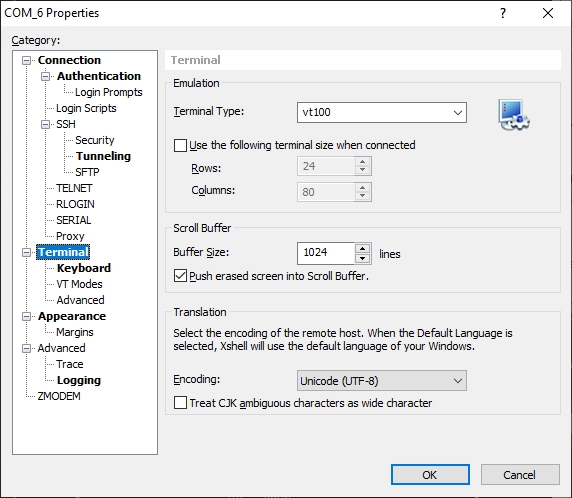 COM_6 Properties
Category:
Connection
Authentication
Login Prompts
Login Scripts
SSH
Security
Tunneling
SFTP
TELNET
RLOGIN
SERIAL
Proxy
Terminal
Keyboard
VT Modes
Advanced
Appearance
Margins
Advanced
Trace
Logging
ZMODEM
Terminal
Emulation
Terminal Type: vt100
Use the following terminal size when connected
Rows: 24
Columns: 80
Scroll Buffer
Buffer Size: 1024 lines
Push erased screen into Scroll Buffer.
Translation
Select the encoding of the remote host. When the Default Language is
selected, Xshell will use the default language of your Windows.
Encoding: Unicode (UTF-8)
Treat CJK ambiguous characters as wide character
OK Cancel